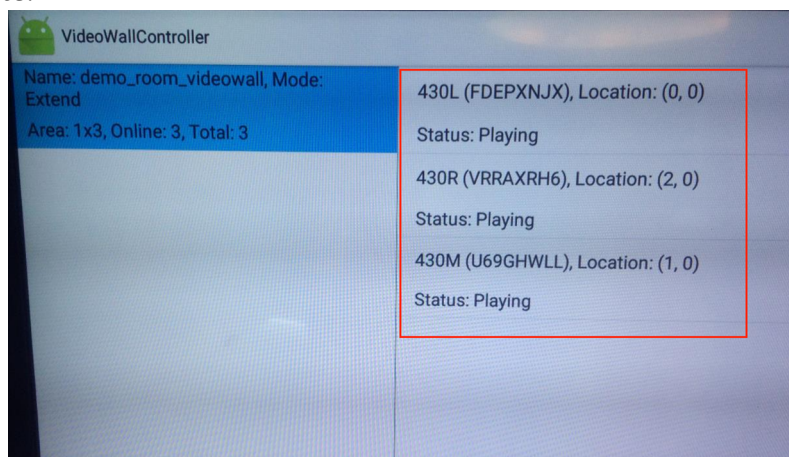 VideoWallController
Name: demo_room_videowall, Mode:
Extend
Area: 1x3, Online: 3, Total: 3
430L (FDEPXNJX), Location: (0, 0)
Status: Playing
430R (VRRAXRH6), Location: (2, 0)
Status: Playing
430M (U69GHWLL), Location: (1, 0)
Status: Playing